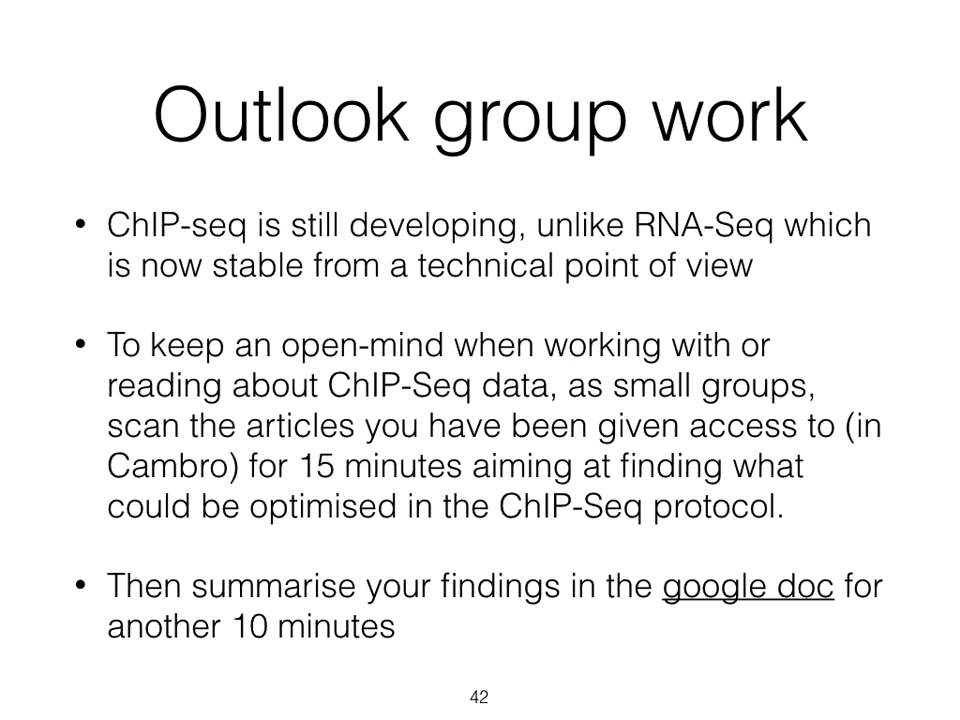 Outlook group work
• ChIP-seq is still developing, unlike RNA-Seq which
is now stable from a technical point of view
• To keep an open-mind when working with or
reading about ChIP-Seq data, as small groups,
scan the articles you have been given access to (in
Cambro) for 15 minutes aiming at finding what
could be optimised in the ChIP-Seq protocol.
• Then summarise your findings in the google doc for
another 10 minutes
42